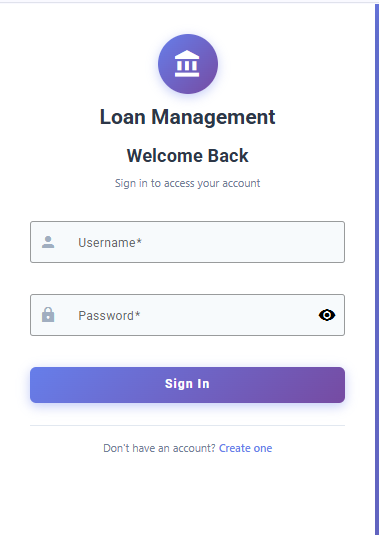 Loan Management
Welcome Back
Sign in to access your account
Username*
Password*
Sign In
Don't have an account? Create one